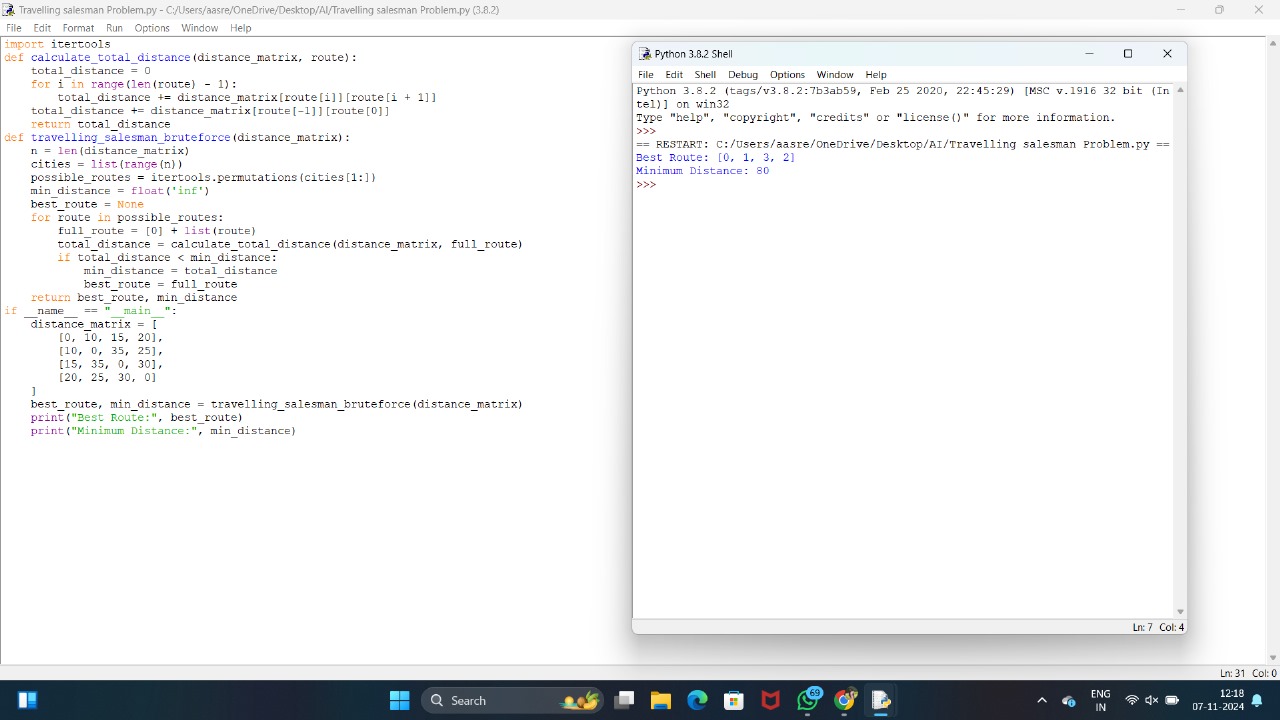 Travelling salesman Problem.py - C:/Users/aasre/OneDrive/Desktop/AI/Travelling salesman Problem.py (3.8.2)
File Edit Format Run Options Window Help
import itertools
def calculate_total_distance(distance_matrix, route):
    total_distance = 0
    for i in range(len(route) - 1):
        total_distance += distance_matrix[route[i]][route[i + 1]]
    total_distance += distance_matrix[route[-1]][route[0]]
    return total_distance
def travelling_salesman_bruteforce(distance_matrix):
    n = len(distance_matrix)
    cities = list(range(n))
    possible_routes = itertools.permutations(cities[1:])
    min_distance = float('inf')
    best_route = None
    for route in possible_routes:
        full_route = [0] + list(route)
        total_distance = calculate_total_distance(distance_matrix, full_route)
        if total_distance < min_distance:
            min_distance = total_distance
            best_route = full_route
    return best_route, min_distance
if __name__ == "__main__":
    distance_matrix = [
        [0, 10, 15, 20],
        [10, 0, 35, 25],
        [15, 35, 0, 30],
        [20, 25, 30, 0]
    ]
    best_route, min_distance = travelling_salesman_bruteforce(distance_matrix)
    print("Best Route:", best_route)
    print("Minimum Distance:", min_distance)
Python 3.8.2 Shell
File Edit Shell Debug Options Window Help
Python 3.8.2 (tags/v3.8.2:7b3ab59, Feb 25 2020, 22:45:29) [MSC v.1916 32 bit (In
tel)] on win32
Type "help", "copyright", "credits" or "license()" for more information.
>>>
== RESTART: C:/Users/aasre/OneDrive/Desktop/AI/Travelling salesman Problem.py ==
Best Route: [0, 1, 3, 2]
Minimum Distance: 80
>>>
Ln: 7 Col: 4
Ln: 31 Col: 0
Search
69
ENG
IN
12:18
07-11-2024